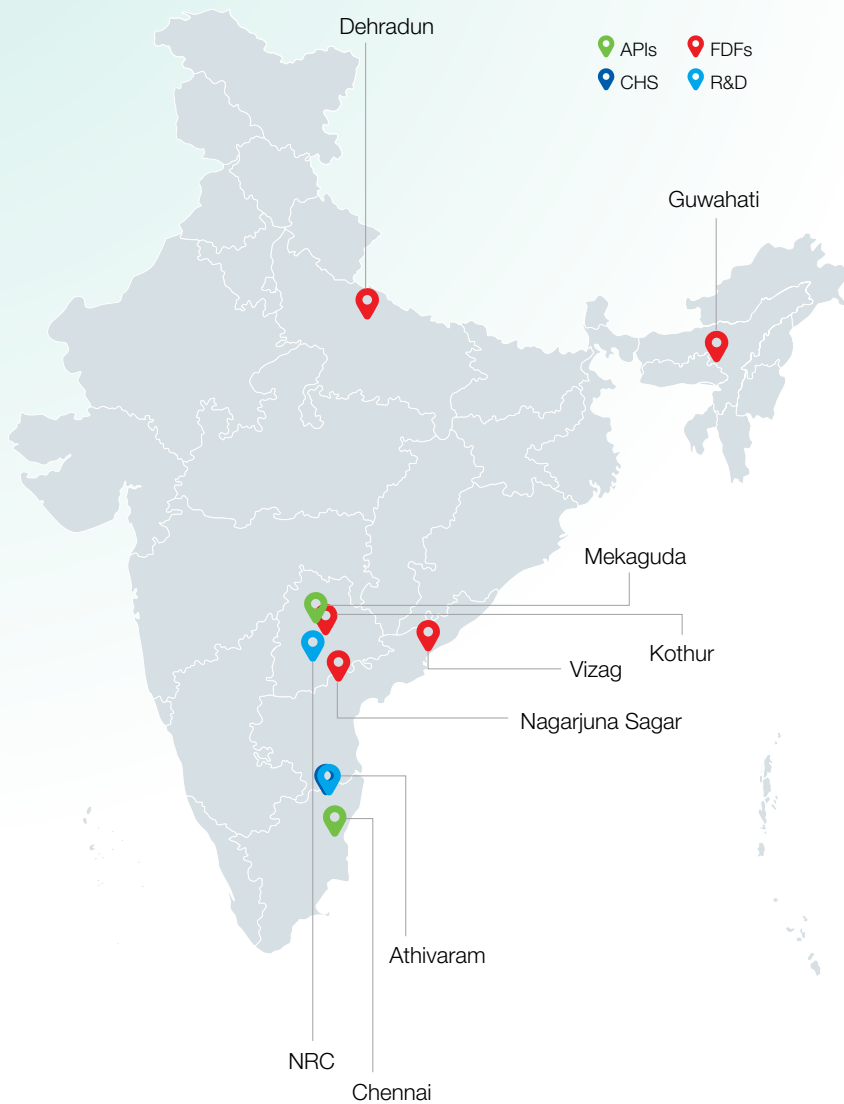 Dehradun
APIs
FDFs
CHS
R&D
Guwahati
Mekaguda
Kothur
Vizag
Nagarjuna Sagar
Athivaram
NRC
Chennai